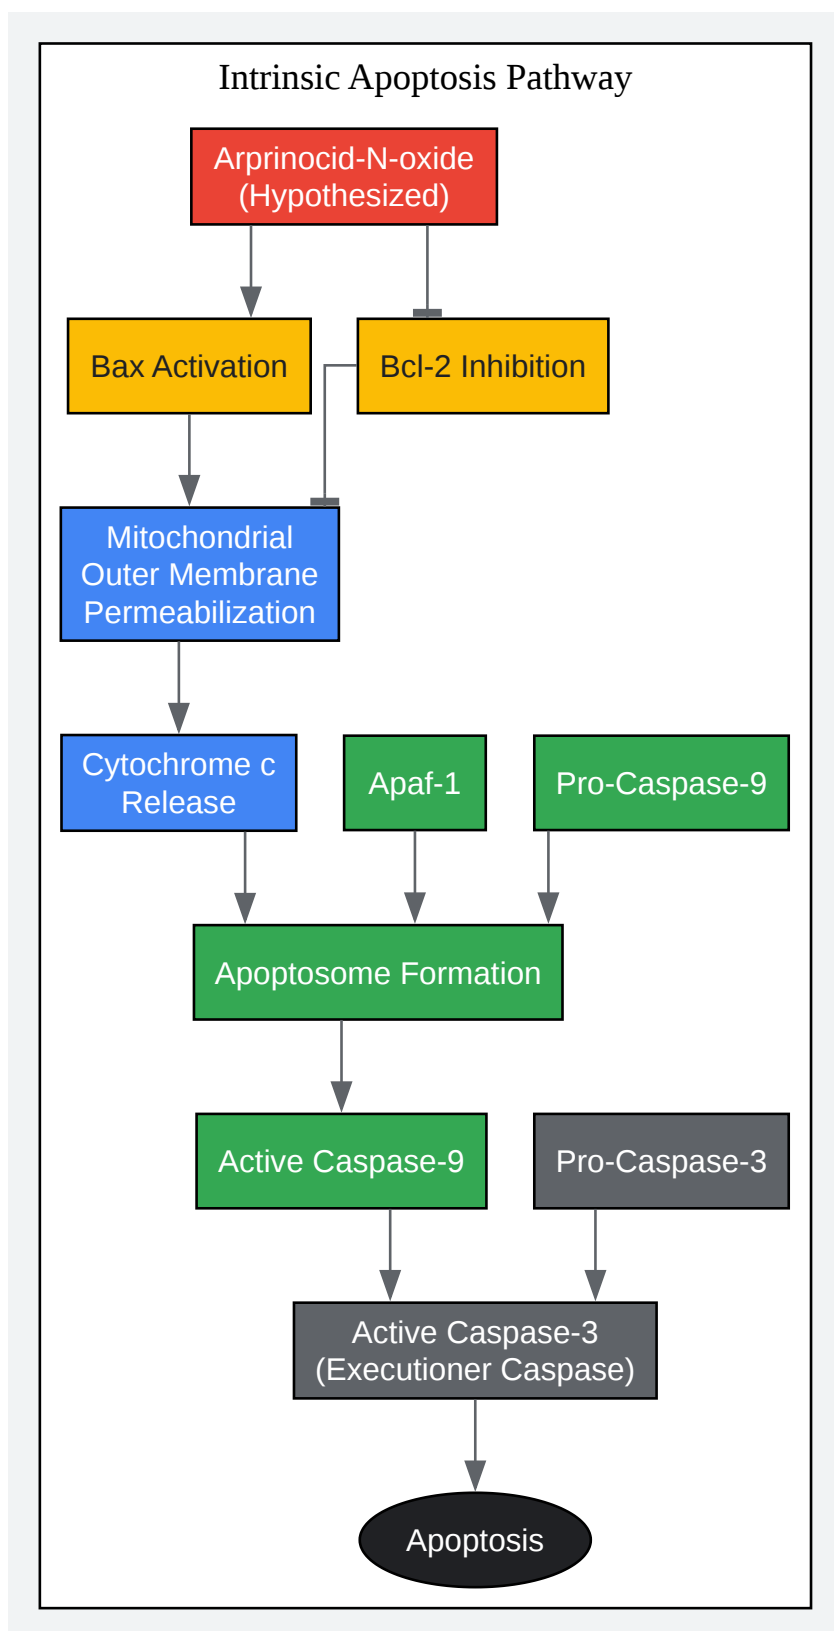 Intrinsic Apoptosis Pathway
Arprinocid-N-oxide
(Hypothesized)
Bax Activation
Bcl-2 Inhibition
Mitochondrial
Outer Membrane
Permeabilization
Cytochrome c
Release
Apaf-1
Pro-Caspase-9
Apoptosome Formation
Active Caspase-9
Pro-Caspase-3
Active Caspase-3
(Executioner Caspase)
Apoptosis